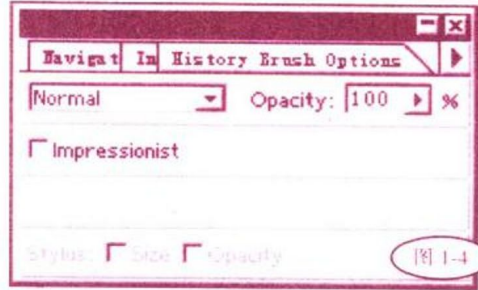 Navigat In History Brush Options
Normal Opacity: 100 %
Impressionist
Stylus: Size Opacity
图 1-4